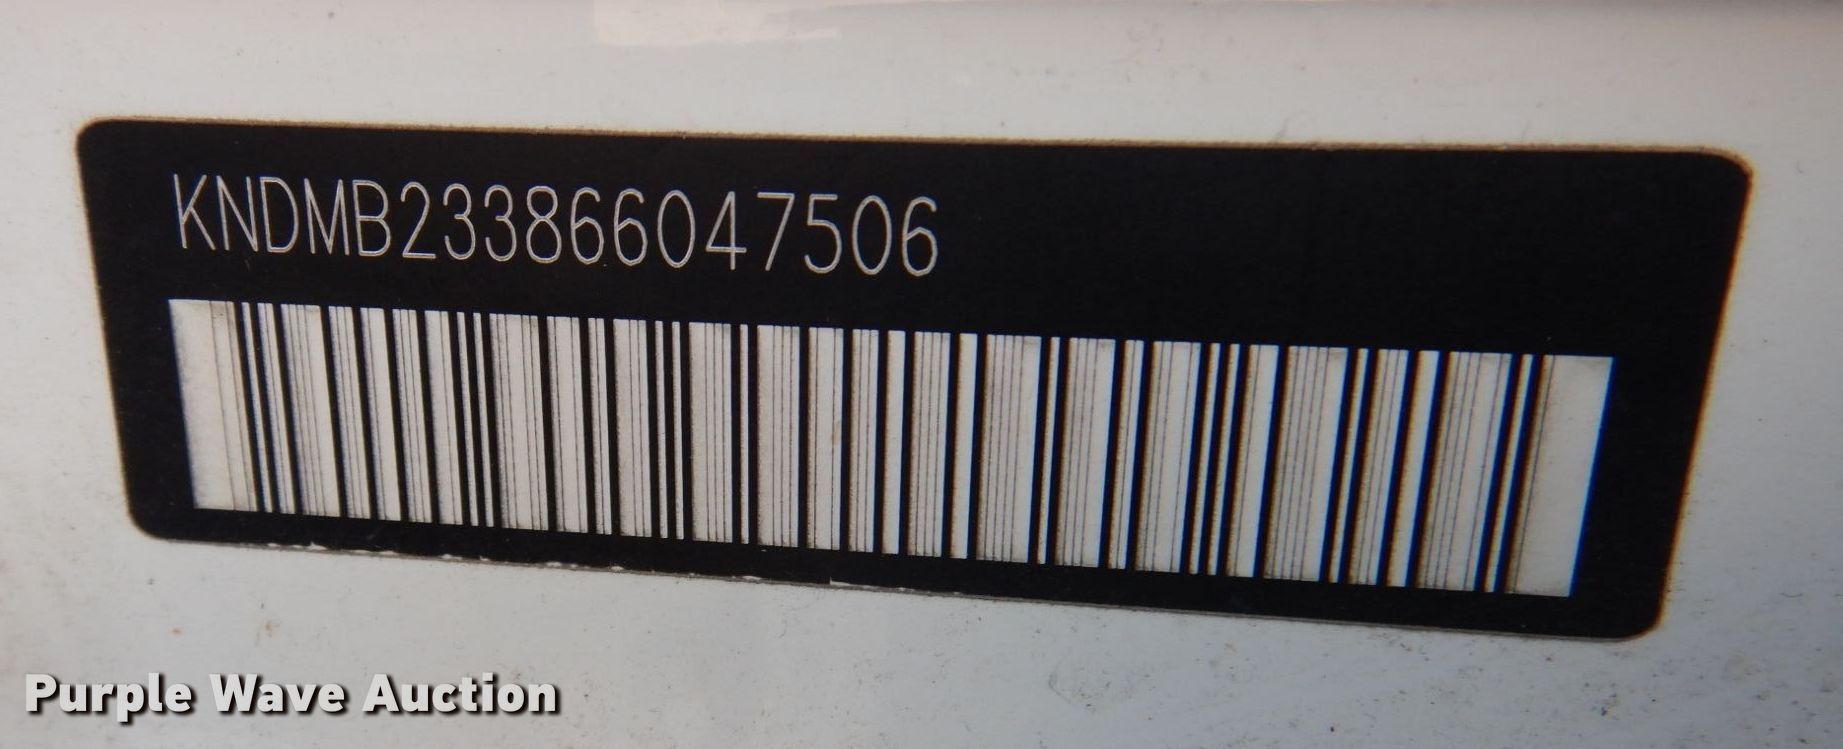 KNDMB233866047506
Purple Wave Auction